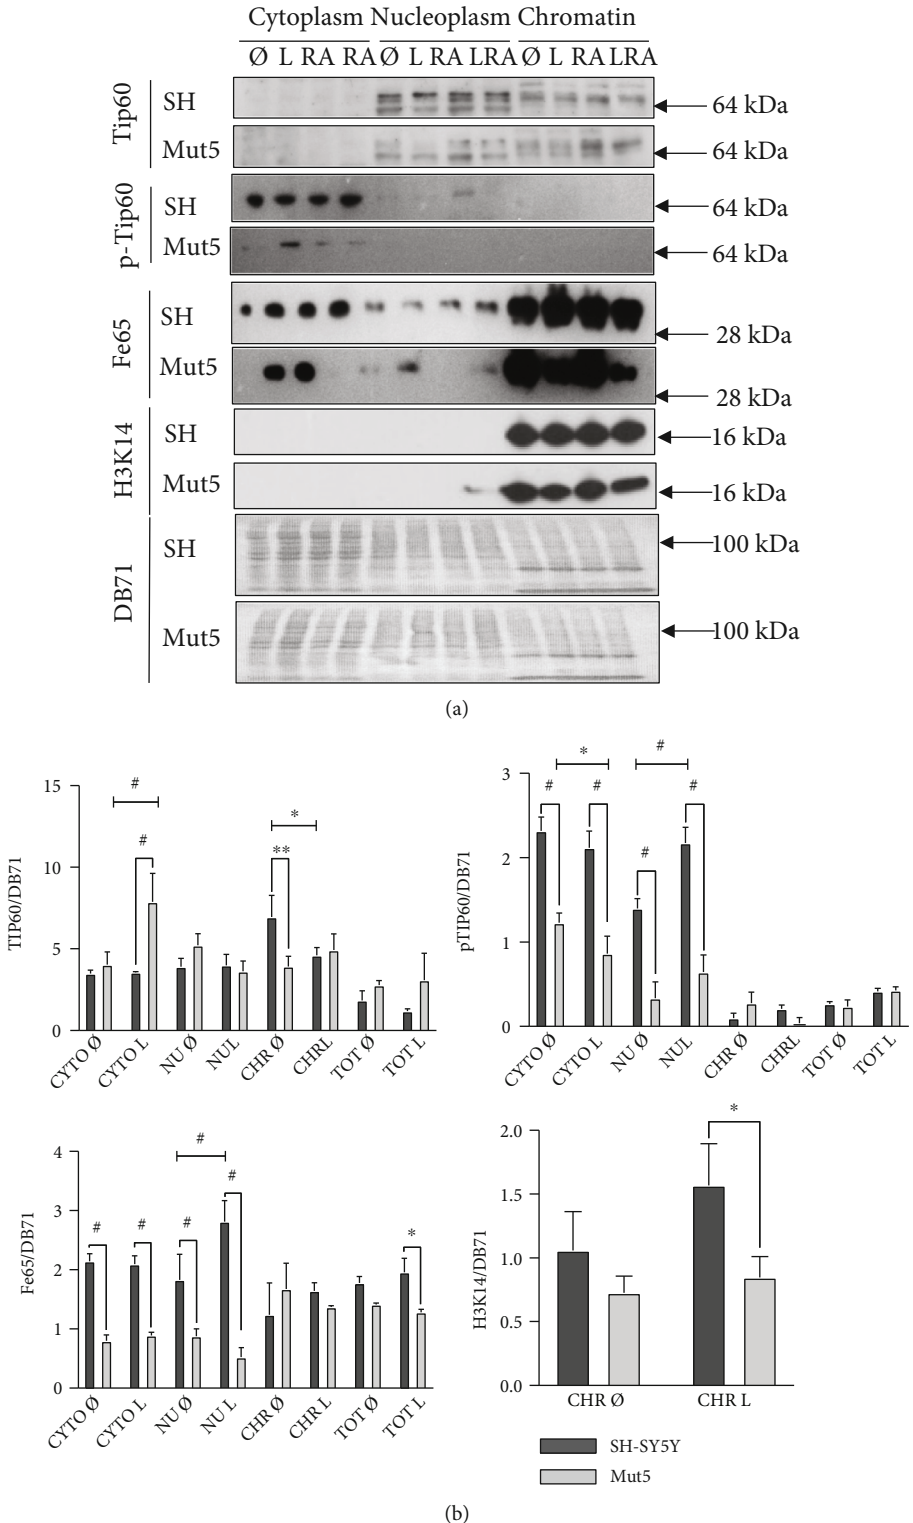 Cytoplasm Nucleoplasm Chromatin
Ø L RA RA Ø L RA LRA Ø L RA LRA
Tip60
SH
64 kDa
Mut5
64 kDa
p-Tip60
SH
64 kDa
Mut5
64 kDa
Fe65
SH
28 kDa
Mut5
28 kDa
H3K14
SH
16 kDa
Mut5
16 kDa
DB71
SH
100 kDa
Mut5
100 kDa
(a)
TIP60/DB71
15
10
5
0
#
#
**
*
CYTO Ø
CYTO L
NU Ø
NUL
CHR Ø
CHRL
TOT Ø
TOT L
pTIP60/DB71
3
2
1
0
*
#
#
#
#
#
CYTO Ø
CYTO L
NU Ø
NUL
CHR Ø
CHRL
TOT Ø
TOT L
Fe65/DB71
4
3
2
1
0
#
#
#
#
#
*
CYTO Ø
CYTO L
NU Ø
NU L
CHR Ø
CHR L
TOT Ø
TOT L
H3K14/DB71
2.0
1.5
1.0
0.5
0.0
*
CHR Ø
CHR L
SH-SY5Y
Mut5
(b)